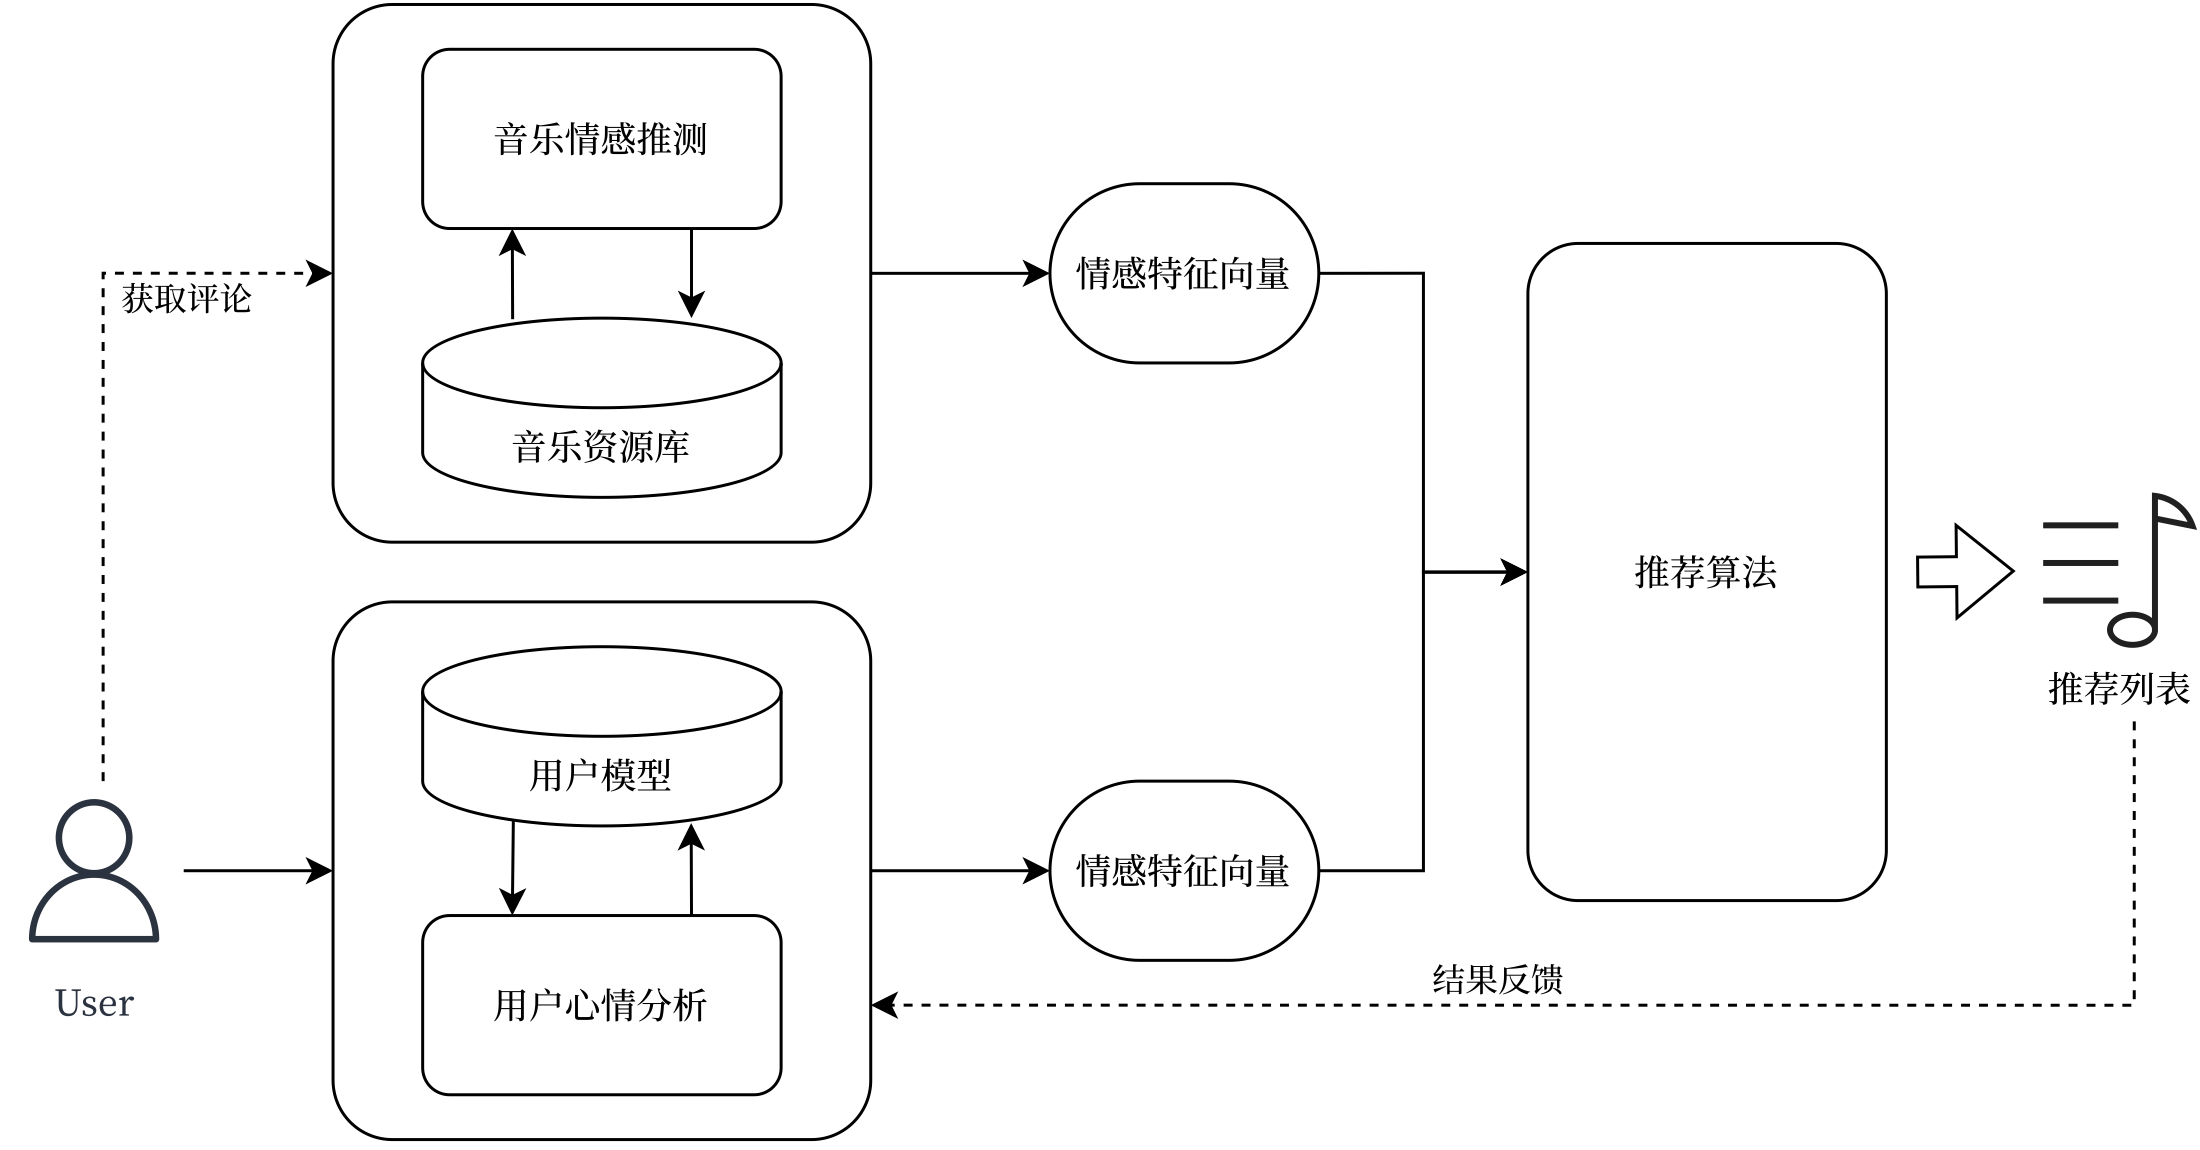 音乐情感推测
获取评论
音乐资源库
情感特征向量
推荐算法
推荐列表
用户模型
情感特征向量
用户心情分析
结果反馈
User